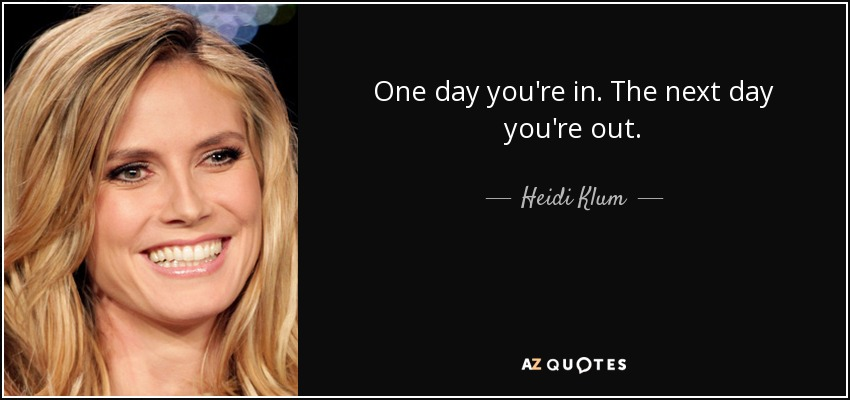 One day you're in. The next day
you're out.
Heidi Klum
AZ QUOTES